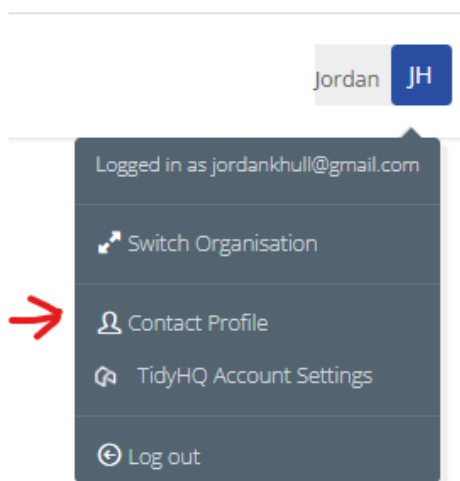 Jordan JH
Logged in as jordankhull@gmail.com
Switch Organisation
Contact Profile
TidyHQ Account Settings
Log out